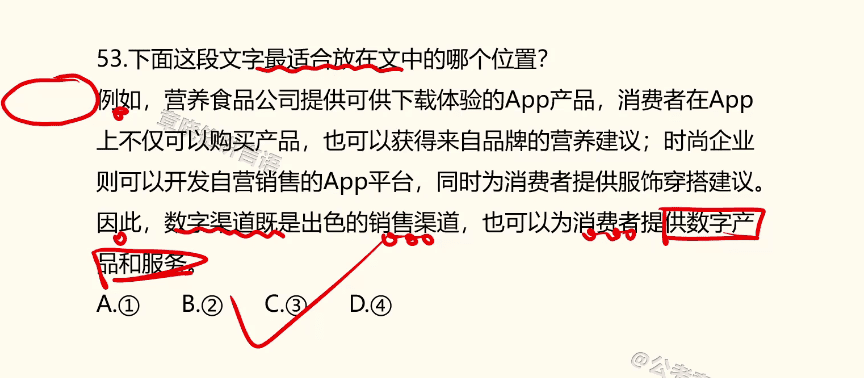 53.下面这段文字最适合放在文中的哪个位置？
例如，营养食品公司提供可供下载体验的App产品，消费者在App
上不仅可以购买产品，也可以获得来自品牌的营养建议；时尚企业
则可以开发自营销售的App平台，同时为消费者提供服饰穿搭建议。
因此，数字渠道既是出色的销售渠道，也可以为消费者提供数字产
品和服务。
A.① B.② C.③ D.④
@公考